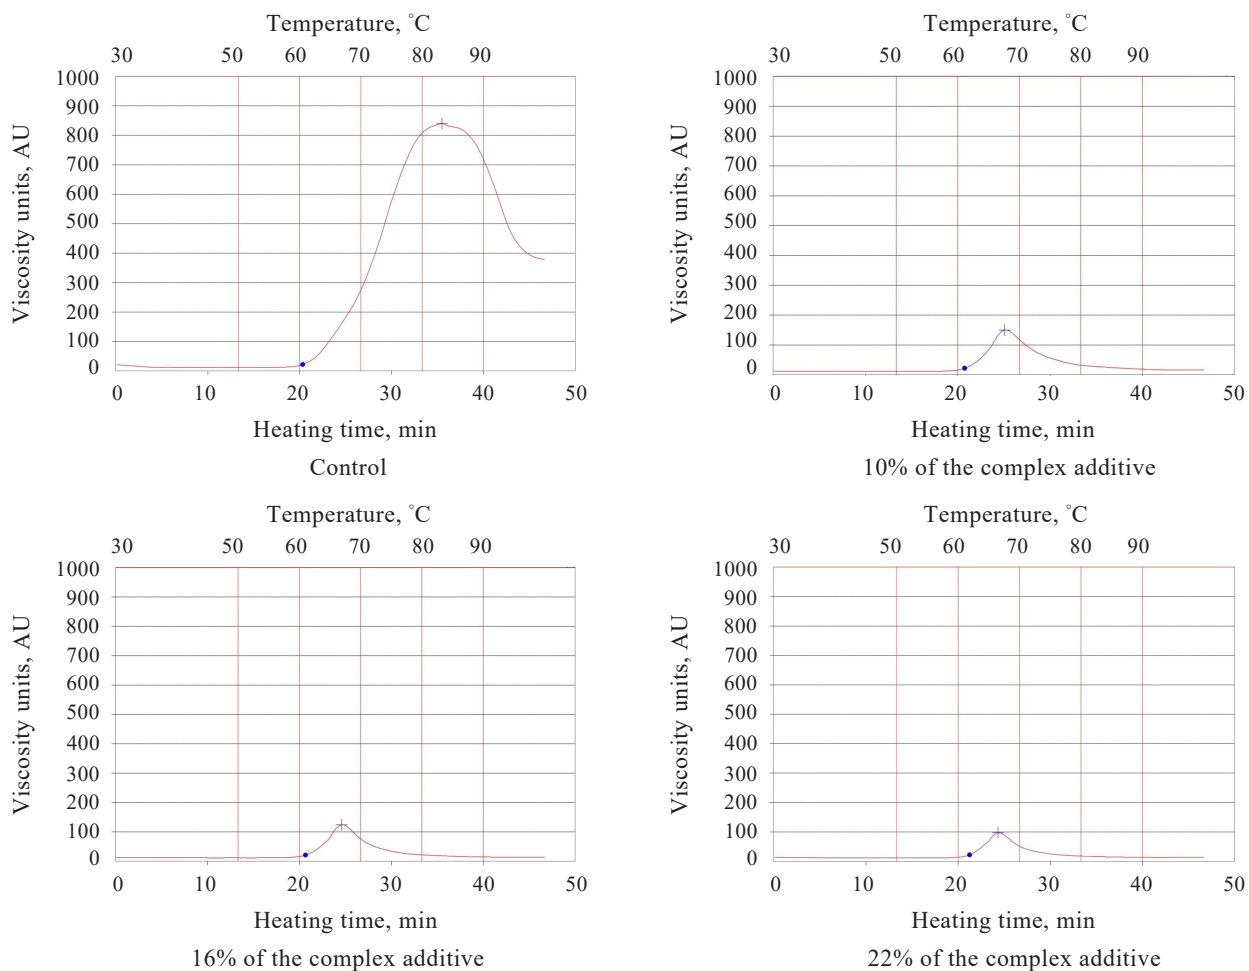 Temperature, °C
30 50 60 70 80 90
1000
900
800
700
600
500
400
300
200
100
0
Viscosity units, AU
0 10 20 30 40 50
Heating time, min
Control
Temperature, °C
30 50 60 70 80 90
1000
900
800
700
600
500
400
300
200
100
0
Viscosity units, AU
0 10 20 30 40 50
Heating time, min
10% of the complex additive
Temperature, °C
30 50 60 70 80 90
1000
900
800
700
600
500
400
300
200
100
0
Viscosity units, AU
0 10 20 30 40 50
Heating time, min
16% of the complex additive
Temperature, °C
30 50 60 70 80 90
1000
900
800
700
600
500
400
300
200
100
0
Viscosity units, AU
0 10 20 30 40 50
Heating time, min
22% of the complex additive